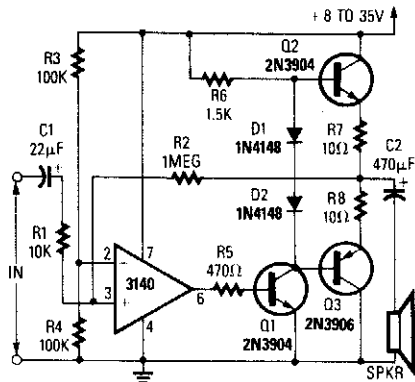 + 8 TO 35V
Q2
2N3904
R3
100K
R6
1.5K
D1
1N4148
R7
10Ω
C2
470µF
+
C1
22µF
+
R2
1MEG
D2
1N4148
R8
10Ω
R1
10K
IN
2
−
7
3140
3
+
6
4
R5
470Ω
Q1
2N3904
Q3
2N3906
R4
100K
SPKR